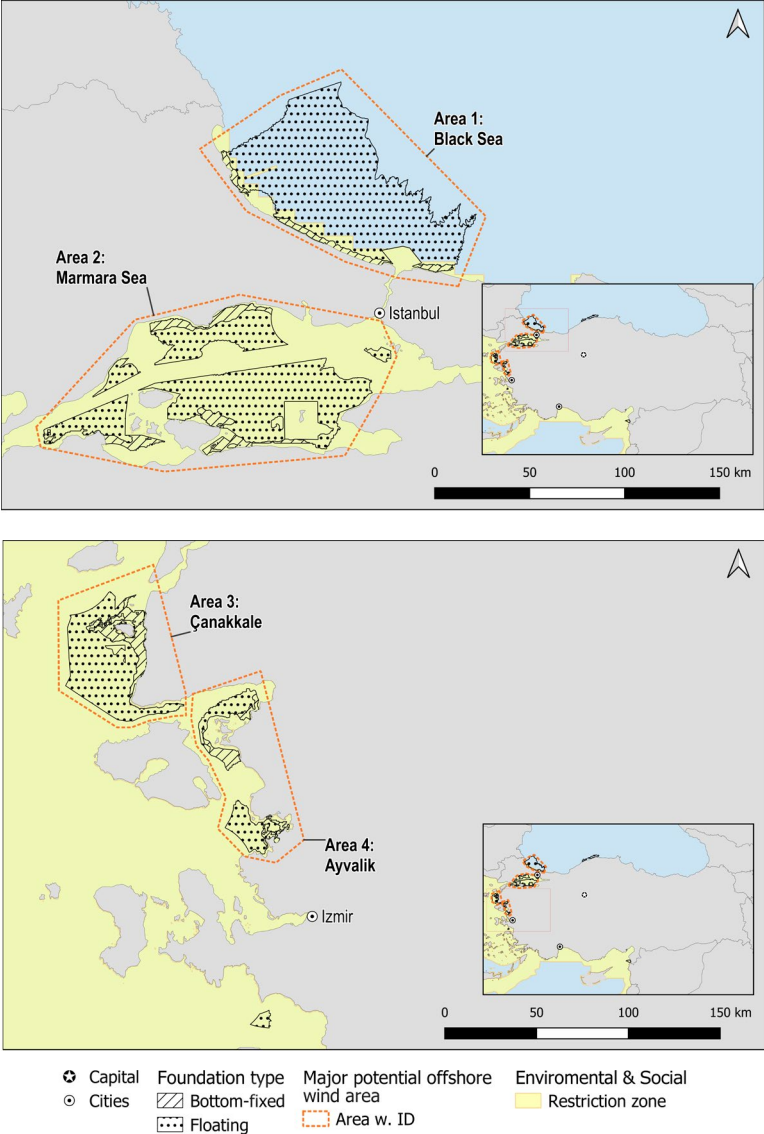 Area 1:
Black Sea
Area 2:
Marmara Sea
Istanbul
0 50 100 150 km
Area 3:
Çanakkale
Area 4:
Ayvalik
Izmir
0 50 100 150 km
Capital
Cities
Foundation type
Bottom-fixed
Floating
Major potential offshore
wind area
Area w. ID
Enviromental & Social
Restriction zone